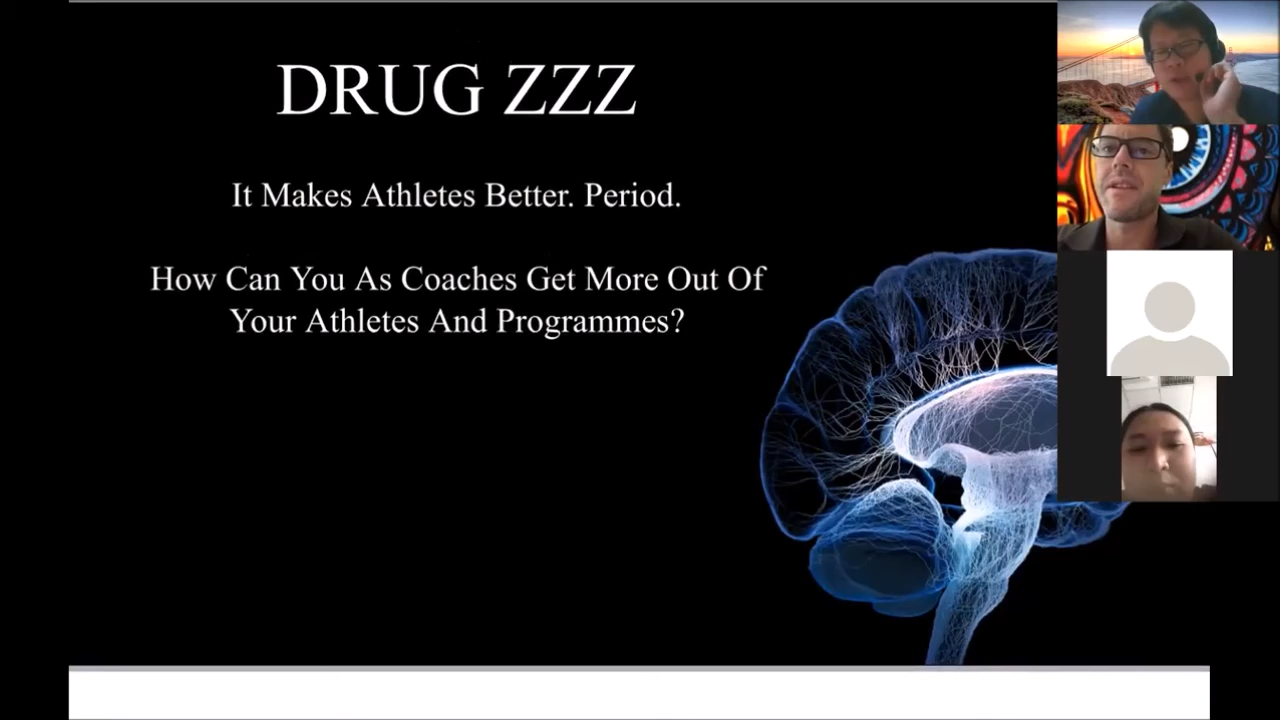 DRUG ZZZ
It Makes Athletes Better. Period.
How Can You As Coaches Get More Out Of
Your Athletes And Programmes?